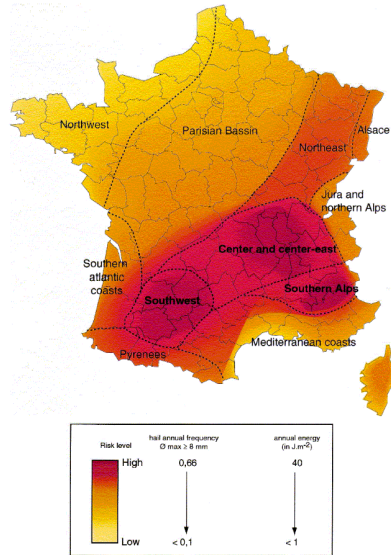 Northwest
Parisian Bassin
Alsace
Northeast
Jura and
northern Alps
Center and center-east
Southern
atlantic
coasts
Southwest
Southern Alps
Mediterranean coasts
Pyrenees
Risk level
hail annual frequency
Ø max ≥ 8 mm
annual energy
(in J.m-2)
High
0,66
40
Low
< 0,1
< 1